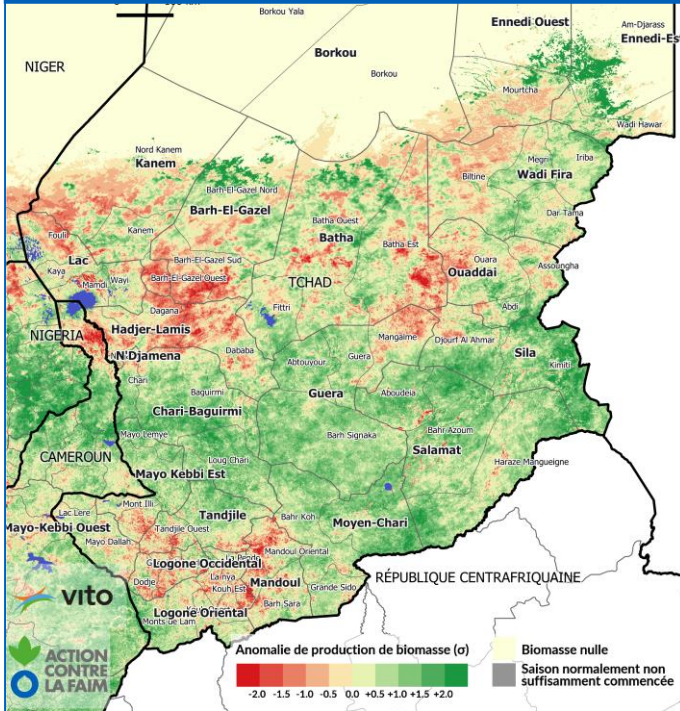 Borkou Yala
Ennedi Ouest
Am-Djarass
Ennedi-Est
Borkou
NIGER
Borkou
Mourtcha
Wadi Hawar
Nord Kanem
Kanem
Iriba
Megri
Wadi Fira
Biltine
Barh-El-Gazel Nord
Barh-El-Gazel
Dar-Tama
Batha Ouest
Fouli
Kanem
Batha
Batha-Est
Lac
Barh-El-Gazel Sud
Ouara
Assoungha
Kaya
Wayi
Barh-El-Gazel Ouest
TCHAD
Ouaddai
Mamdi
Dagana
Fittri
Abdi
NIGERIA
Hadjer-Lamis
Mangalme
Djourf Al Ahmar
N'Djamena
Dababa
Sila
Abtouyour
Guera
Kimiti
Chari
Baguirmi
Guera
Aboudeia
Chari-Baguirmi
Mayo Lemye
Barh Signaka
Bahr-Azoum
CAMEROUN
Loug Chari
Salamat
Haraze Mangueigne
Mayo Kebbi Est
Mont Illi
Lac Lere
Tandjile
Bahr Koh
Moyen-Chari
Mayo-Kebbi Ouest
Tandjile Ouest
Mayo Dallah
Mandoul Oriental
Logone Occidental
RÉPUBLIQUE CENTRAFRIQUAINE
Dodje
Lanya
Mandoul
Grande Sido
Kouh Est
Logone Oriental
Barh Sara
Monts de Lam
vito
ACTION
CONTRE
LA FAIM
Anomalie de production de biomasse (σ)
-2.0 -1.5 -1.0 -0.5 0.0 +0.5 +1.0 +1.5 +2.0
Biomasse nulle
Saison normalement non
suffisamment commencée